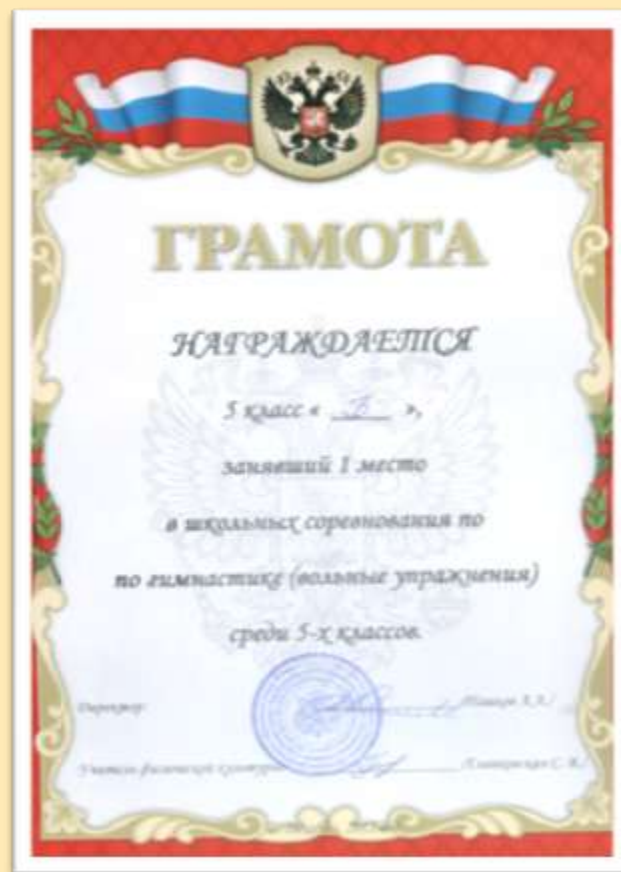 ГРАМОТА
НАГРАЖДАЕТСЯ
5 класс « Б »,
занявший 1 место
в школьных соревнования по
по гимнастике (вольные упражнения)
среди 5-х классов.
Директор:
Учитель физической культуры